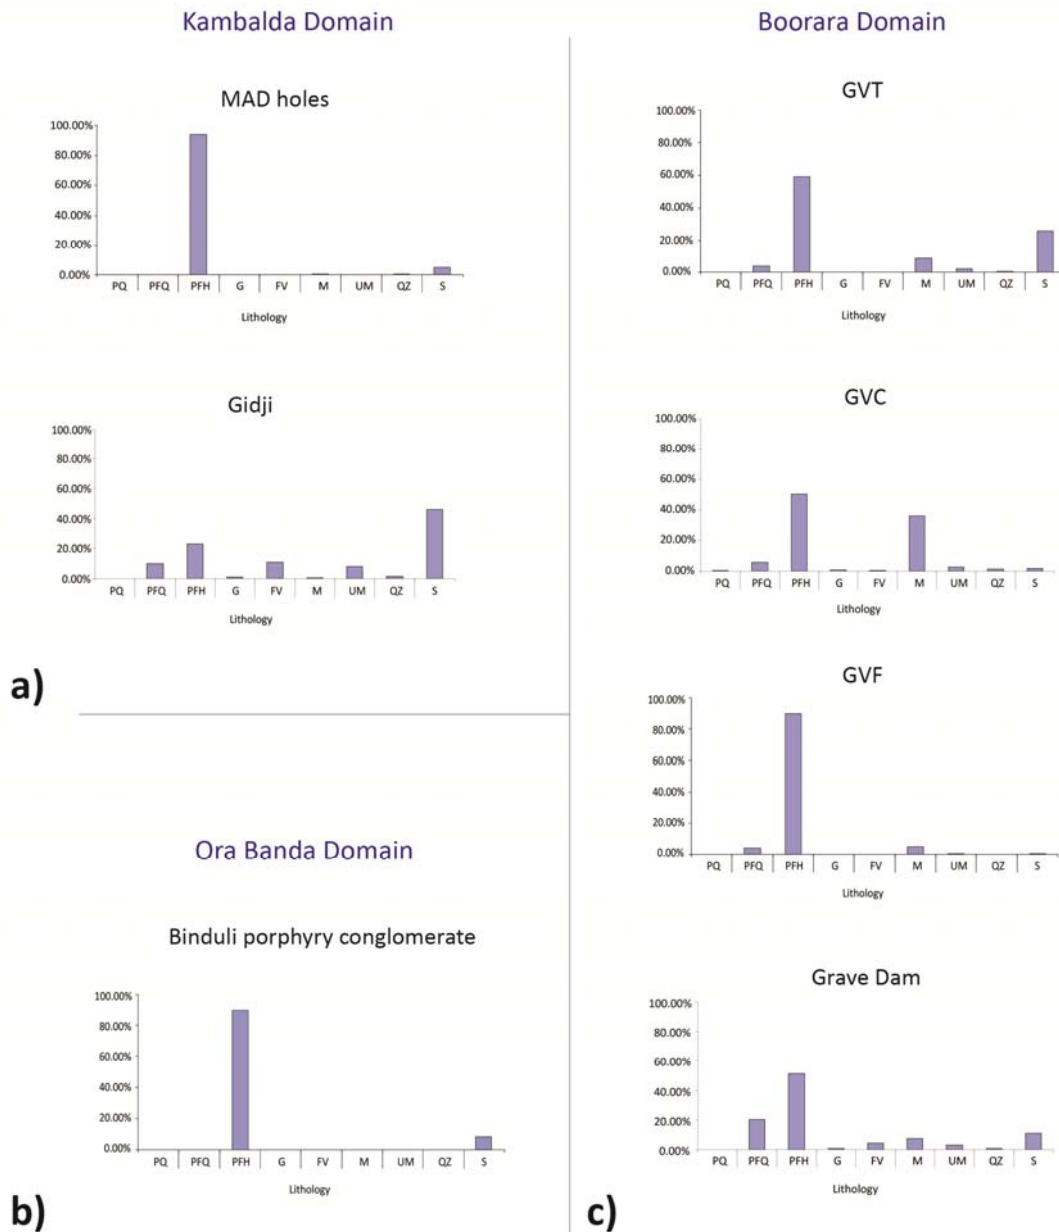 Kambalda Domain
MAD holes
100.00%
80.00%
60.00%
40.00%
20.00%
0.00%
PQ PFQ PFH G FV M UM QZ S
Lithology
Gidji
100.00%
80.00%
60.00%
40.00%
20.00%
0.00%
PQ PFQ PFH G FV M UM QZ S
Lithology
a)
Ora Banda Domain
Binduli porphyry conglomerate
100.00%
80.00%
60.00%
40.00%
20.00%
0.00%
PQ PFQ PFH G FV M UM QZ S
Lithology
b)
Boorara Domain
GVT
100.00%
80.00%
60.00%
40.00%
20.00%
0.00%
PQ PFQ PFH G FV M UM QZ S
Lithology
GVC
100.00%
80.00%
60.00%
40.00%
20.00%
0.00%
PQ PFQ PFH G FV M UM QZ S
Lithology
GVF
100.00%
80.00%
60.00%
40.00%
20.00%
0.00%
PQ PFQ PFH G FV M UM QZ S
Lithology
Grave Dam
100.00%
80.00%
60.00%
40.00%
20.00%
0.00%
PQ PFQ PFH G FV M UM QZ S
Lithology
c)